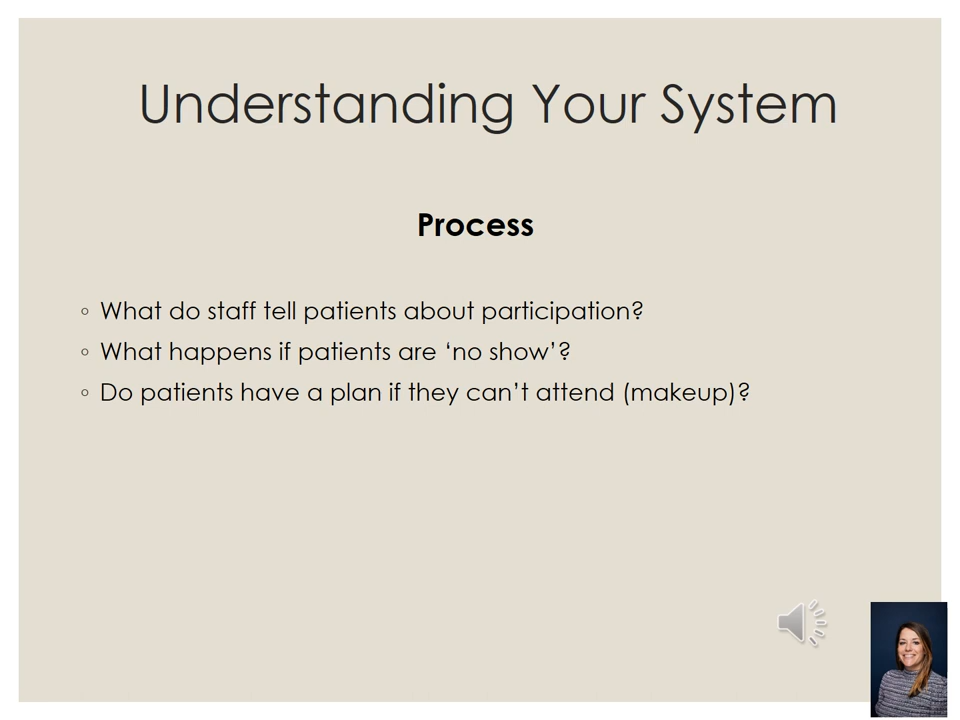 Understanding Your System
Process
◦ What do staff tell patients about participation?
◦ What happens if patients are ‘no show’?
◦ Do patients have a plan if they can’t attend (makeup)?